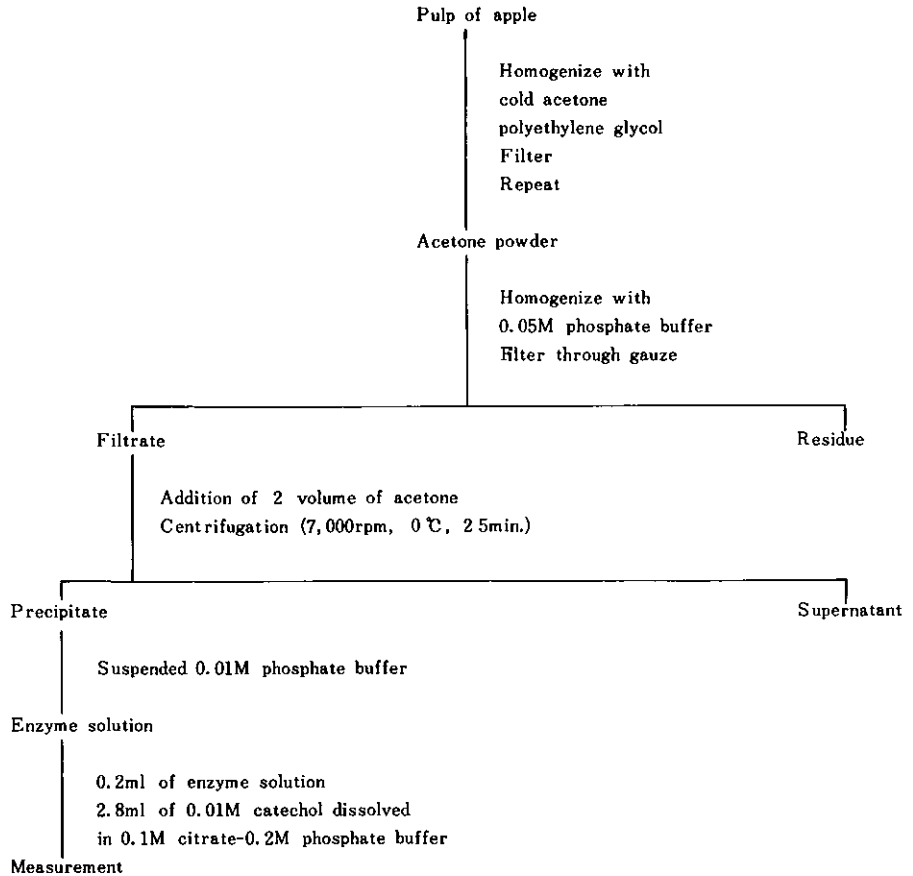 Pulp of apple
Homogenize with
cold acetone
polyethylene glycol
Filter
Repeat
Acetone powder
Homogenize with
0.05M phosphate buffer
Filter through gauze
Filtrate
Residue
Addition of 2 volume of acetone
Centrifugation (7,000rpm, 0℃, 25min.)
Precipitate
Supernatant
Suspended 0.01M phosphate buffer
Enzyme solution
0.2ml of enzyme solution
2.8ml of 0.01M catechol dissolved
in 0.1M citrate-0.2M phosphate buffer
Measurement